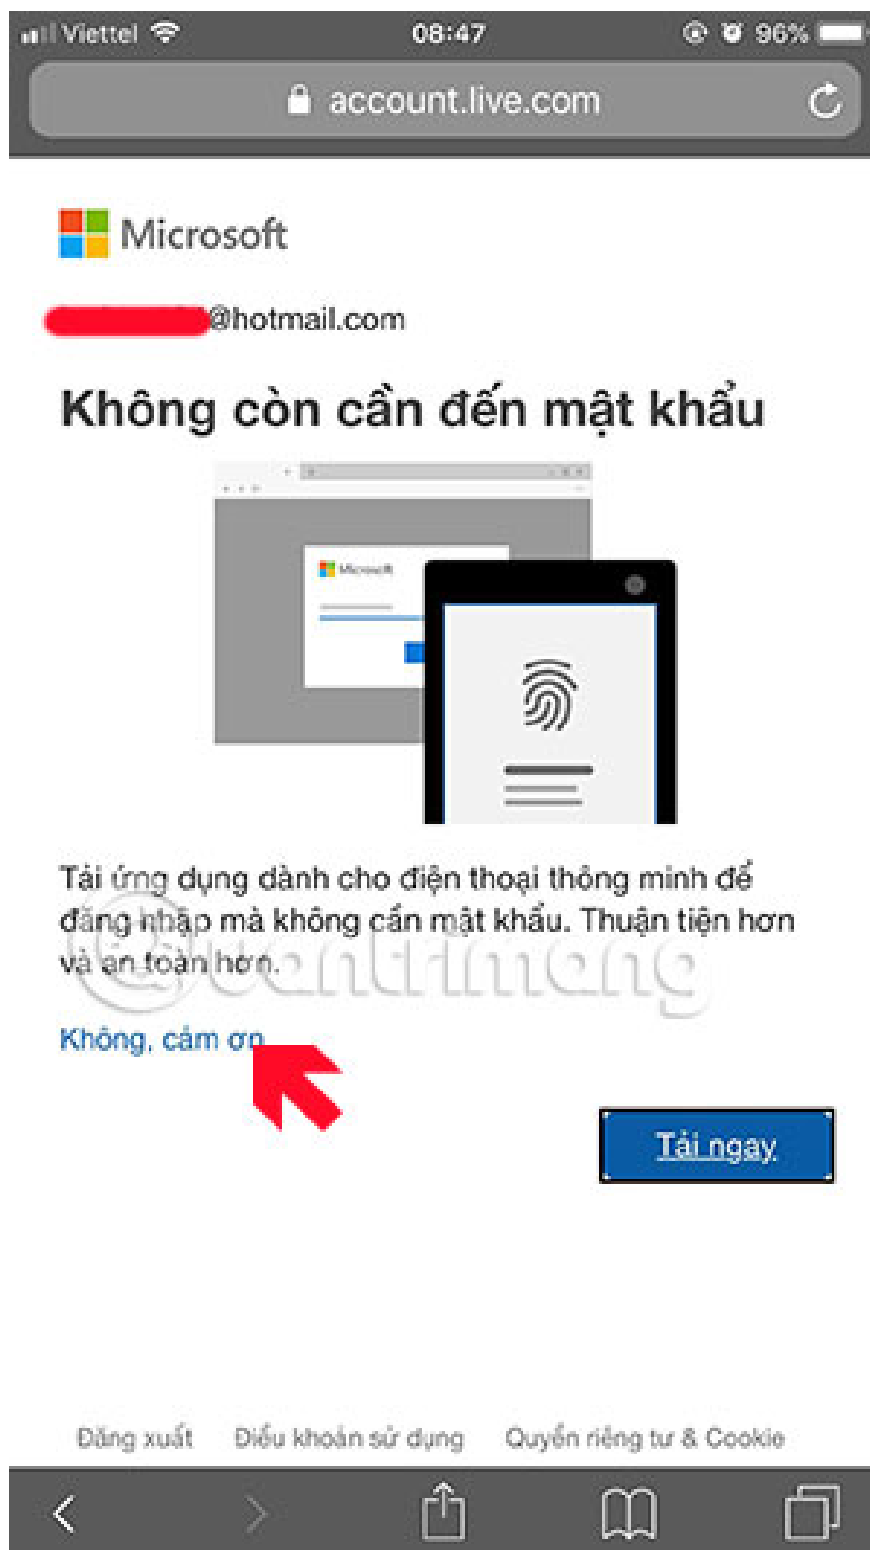 Viettel 08:47 96%
account.live.com
Microsoft
@hotmail.com
Không còn cần đến mật khẩu
Microsoft
Tải ứng dụng dành cho điện thoại thông minh để
đăng nhập mà không cần mật khẩu. Thuận tiện hơn
và an toàn hơn.
Quantrimang
Không, cảm ơn
Tải ngay
Đăng xuất Điều khoản sử dụng Quyền riêng tư & Cookie